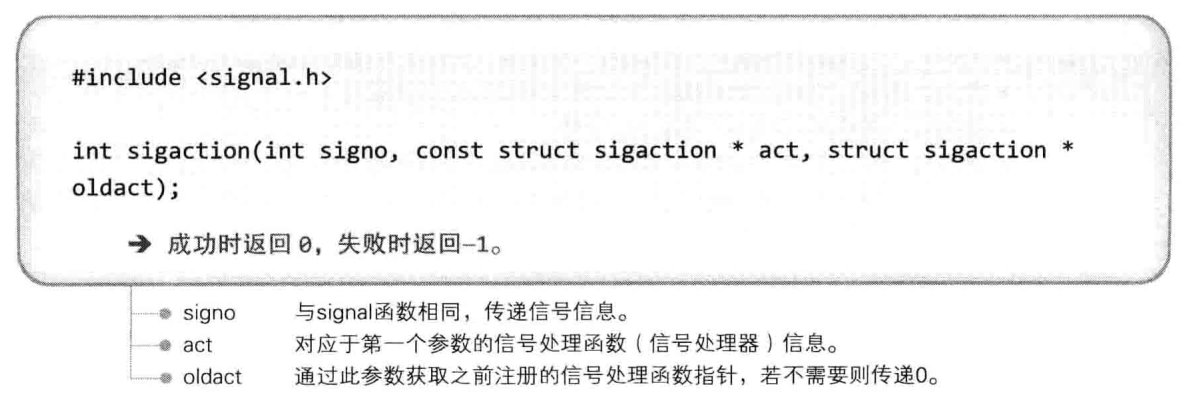 #include <signal.h>
int sigaction(int signo, const struct sigaction * act, struct sigaction *
oldact);
➔ 成功时返回 0，失败时返回−1。
signo 与signal函数相同，传递信号信息。
act 对应于第一个参数的信号处理函数（信号处理器）信息。
oldact 通过此参数获取之前注册的信号处理函数指针，若不需要则传递0。